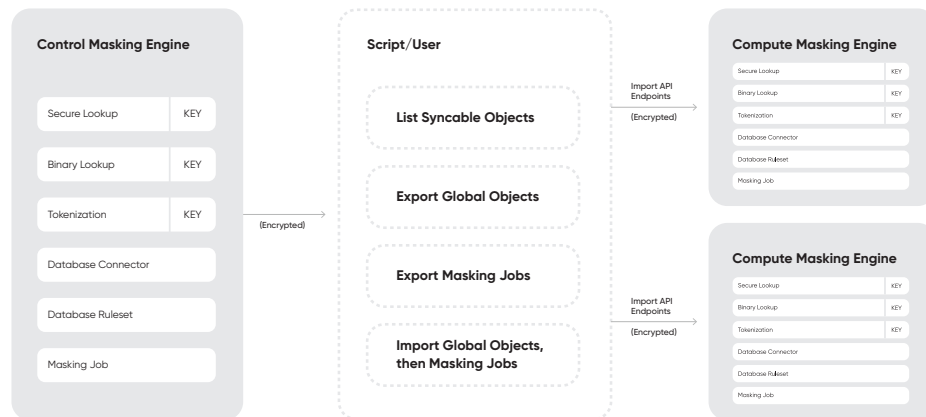 Control Masking Engine
Secure Lookup KEY
Binary Lookup KEY
Tokenization KEY
Database Connector
Database Ruleset
Masking Job
(Encrypted)
Script/User
List Syncable Objects
Export Global Objects
Export Masking Jobs
Import Global Objects,
then Masking Jobs
Import API
Endpoints
(Encrypted)
Compute Masking Engine
Secure Lookup KEY
Binary Lookup KEY
Tokenization KEY
Database Connector
Database Ruleset
Masking Job
Import API
Endpoints
(Encrypted)
Compute Masking Engine
Secure Lookup KEY
Binary Lookup KEY
Tokenization KEY
Database Connector
Database Ruleset
Masking Job